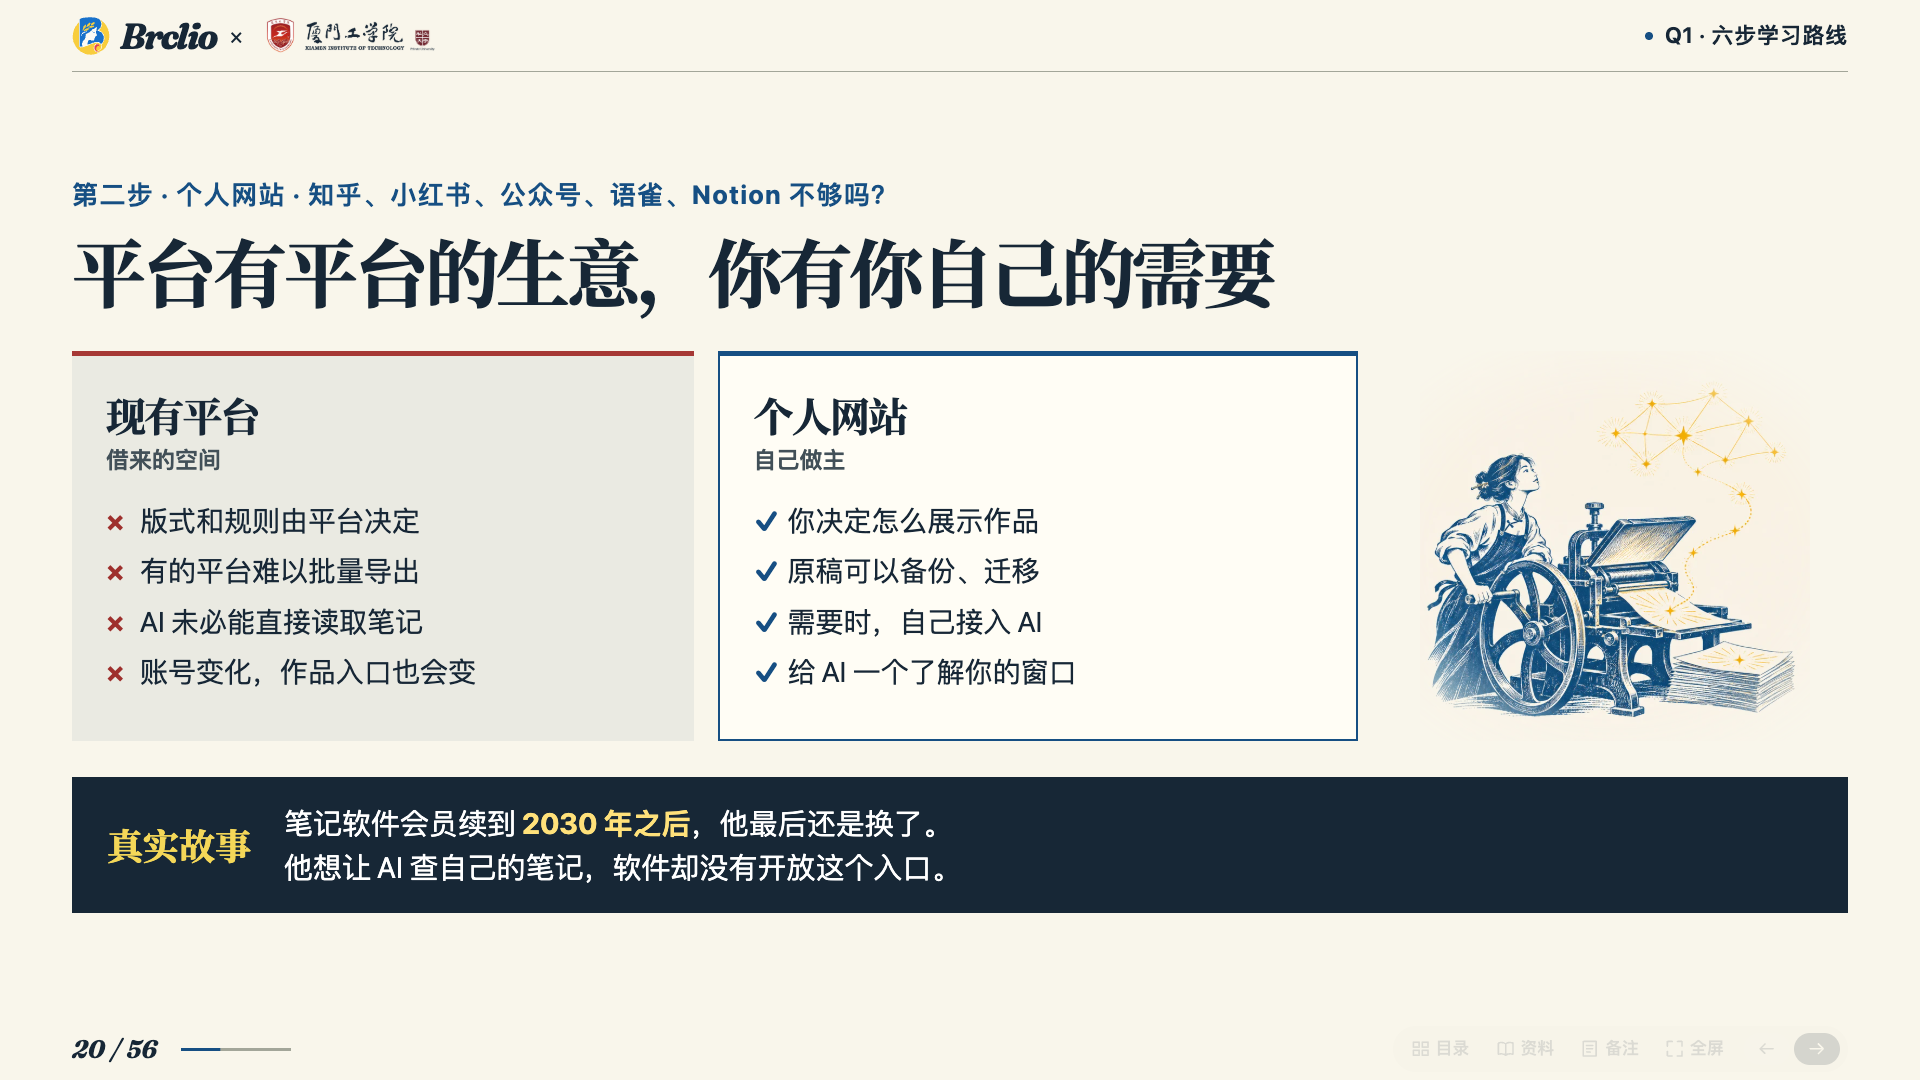 Brclio × 廈門工学院
XIAMEN INSTITUTE OF TECHNOLOGY
Q1 · 六步学习路线
第二步 · 个人网站 · 知乎、小红书、公众号、语雀、Notion 不够吗?
平台有平台的生意，你有你自己的需要
现有平台
借来的空间
版式和规则由平台决定
有的平台难以批量导出
AI 未必能直接读取笔记
账号变化，作品入口也会变
个人网站
自己做主
你决定怎么展示作品
原稿可以备份、迁移
需要时，自己接入 AI
给 AI 一个了解你的窗口
真实故事
笔记软件会员续到 2030 年之后，他最后还是换了。
他想让 AI 查自己的笔记，软件却没有开放这个入口。
20 / 56
目录 资料 备注 全屏